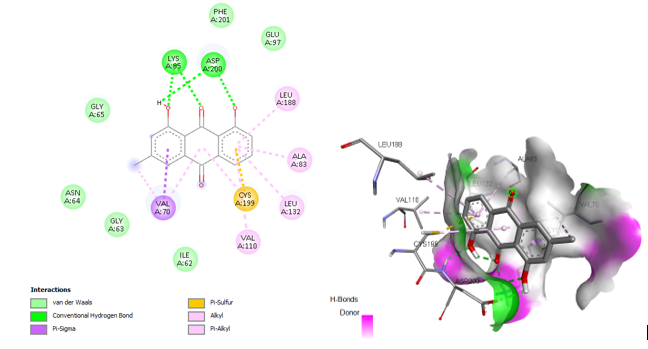 PHE
A:201
GLU
A:97
LYS
A:85
ASP
A:200
LEU
A:188
GLY
A:65
H
ALA
A:83
ASN
A:64
VAL
A:70
CYS
A:199
LEU
A:132
GLY
A:63
VAL
A:110
ILE
A:62
Interactions
van der Waals
Conventional Hydrogen Bond
Pi-Sigma
Pi-Sulfur
Alkyl
Pi-Alkyl
LEU188
VAL110
CYS199
VAL70
H-Bonds
Donor